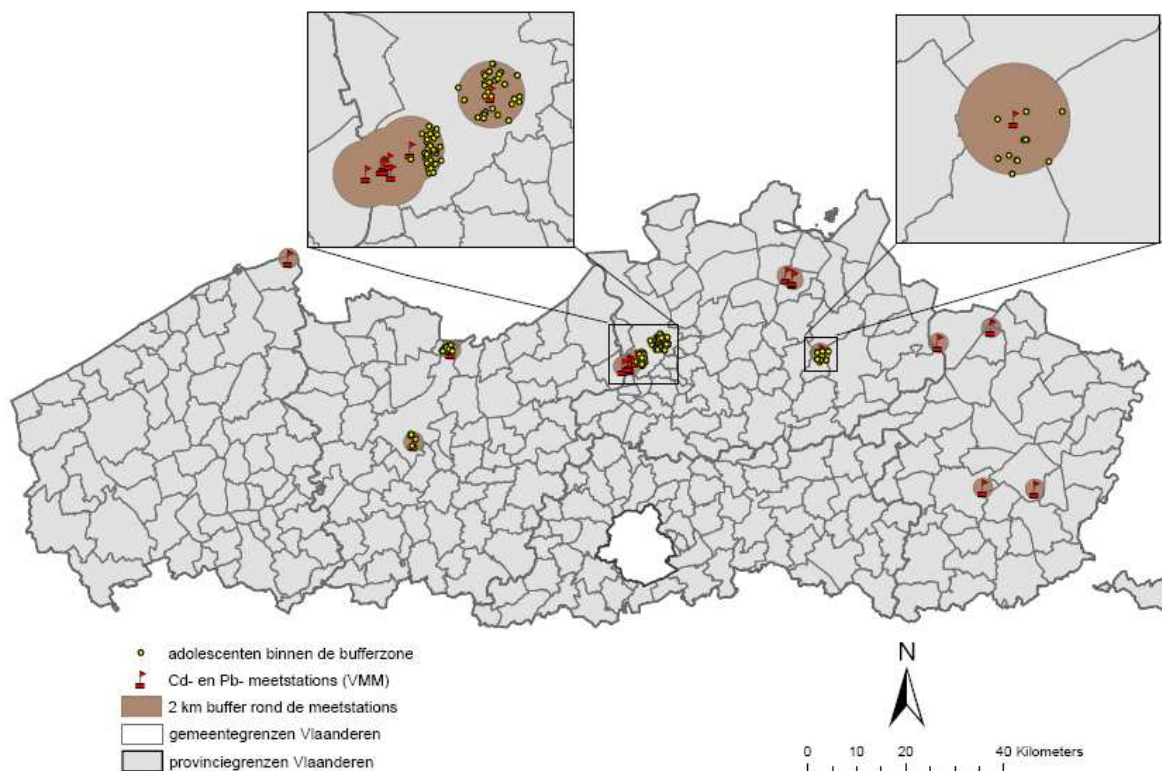 adolescenten binnen de bufferzone
Cd- en Pb- meetstations (VMM)
2 km buffer rond de meetstations
gemeentegrenzen Vlaanderen
provinciegrenzen Vlaanderen
N
0 10 20 40 Kilometers